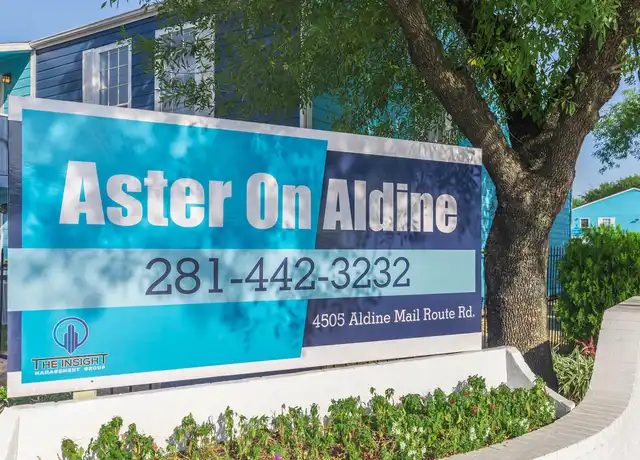 Aster On Aldine
281-442-3232
4505 Aldine Mail Route Rd.
THE INSIGHT
MANAGEMENT GROUP